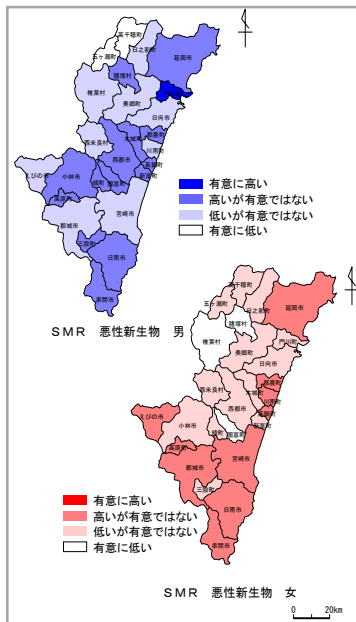 高千穂町
日之影町
延岡市
五ヶ瀬町
諸塚村
椎葉村
美郷町
日向市
西米良村
木城町
都農町
川南町
西都市
高鍋町
新富町
えびの市
小林市
綾町
国富町
高原町
宮崎市
都城市
三股町
日南市
串間市
有意に高い
高いが有意ではない
低いが有意ではない
有意に低い
SMR 悪性新生物 男
高千穂町
五ヶ瀬町
日之影町
延岡市
諸塚村
椎葉村
門川町
美郷町
日向市
西米良村
都農町
木城町
川南町
西都市
高鍋町
新富町
えびの市
小林市
綾町
国富町
高原町
宮崎市
都城市
三股町
日南市
串間市
有意に高い
高いが有意ではない
低いが有意ではない
有意に低い
SMR 悪性新生物 女
0 20km